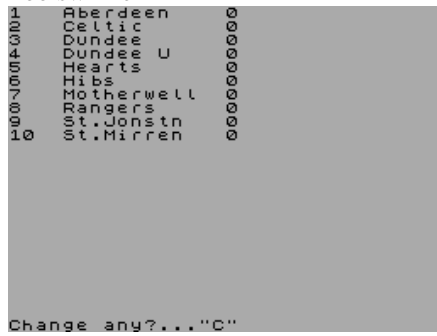 1 Aberdeen 0
2 Celtic 0
3 Dundee 0
4 Dundee U 0
5 Hearts 0
6 Hibs 0
7 Motherwell 0
8 Rangers 0
9 St.Jonstn 0
10 St.Mirren 0
Change any?..."C"